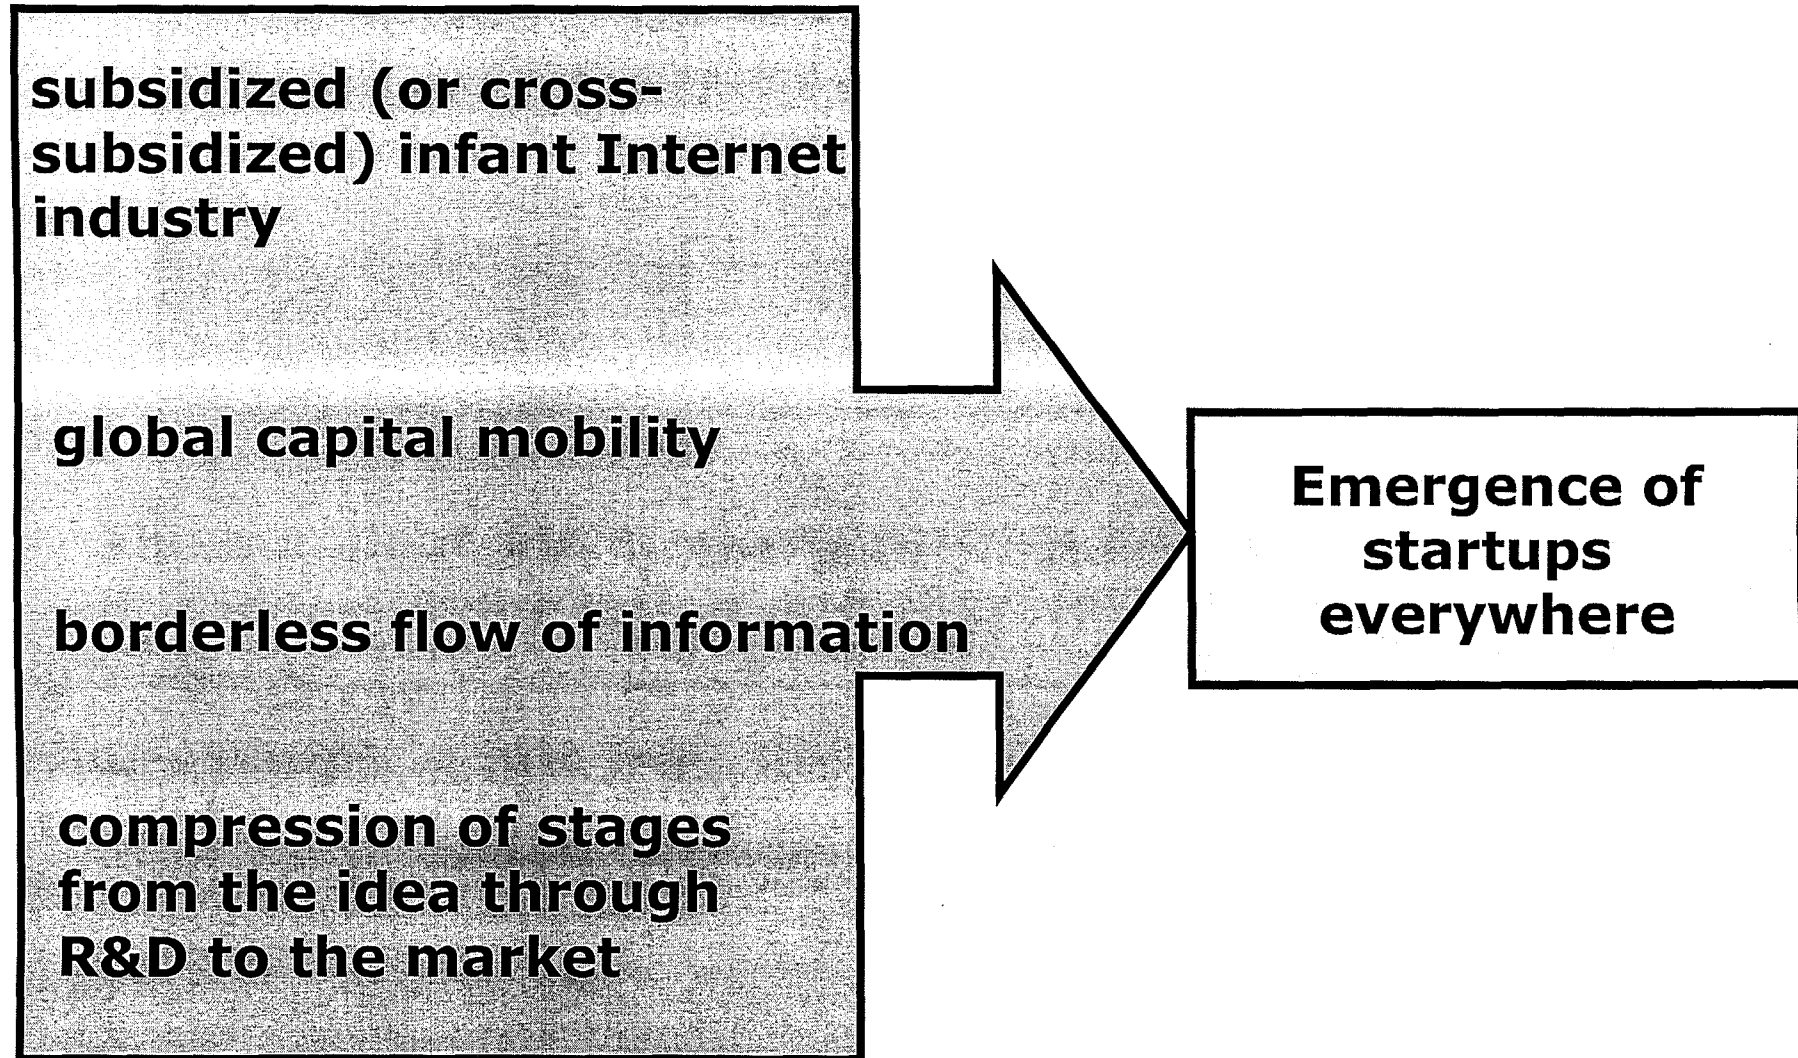 subsidized (or cross-
subsidized) infant Internet
industry
global capital mobility
borderless flow of information
compression of stages
from the idea through
R&D to the market
Emergence of
startups
everywhere